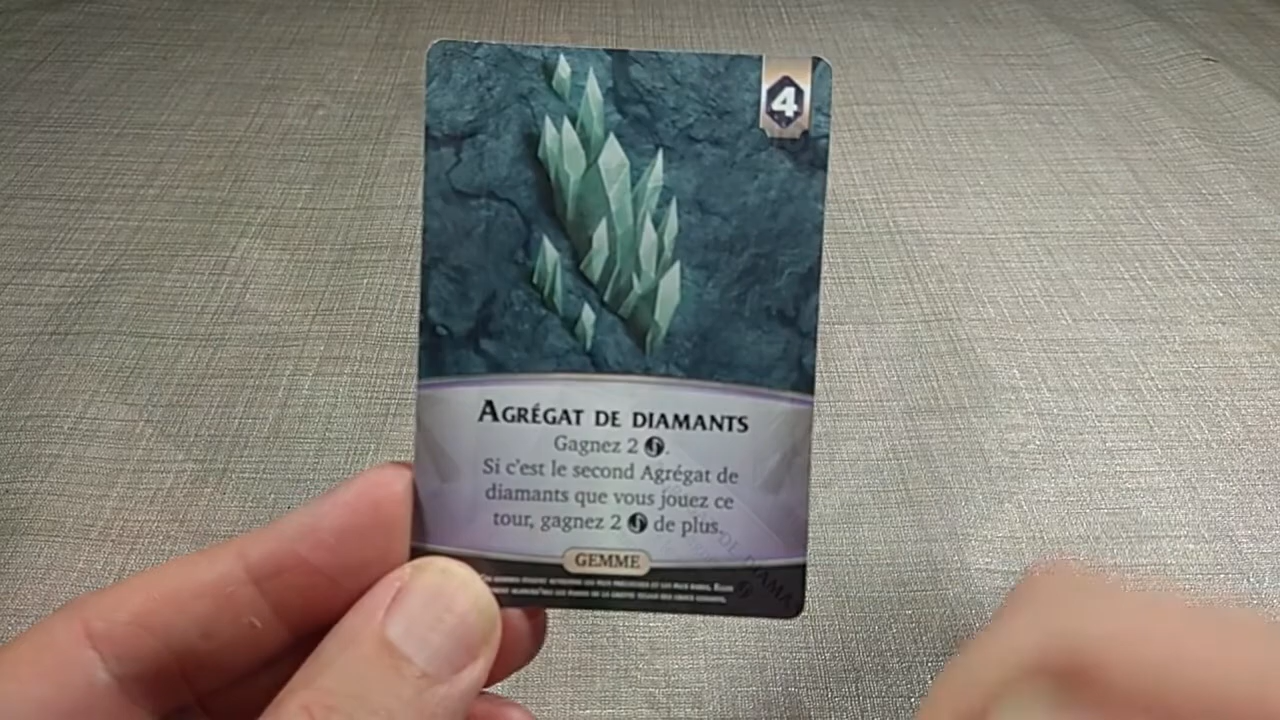 4
AGRÉGAT DE DIAMANTS
Gagnez 2
Si c'est le second Agrégat de
diamants que vous jouez ce
tour, gagnez 2 de plus.
GEMME